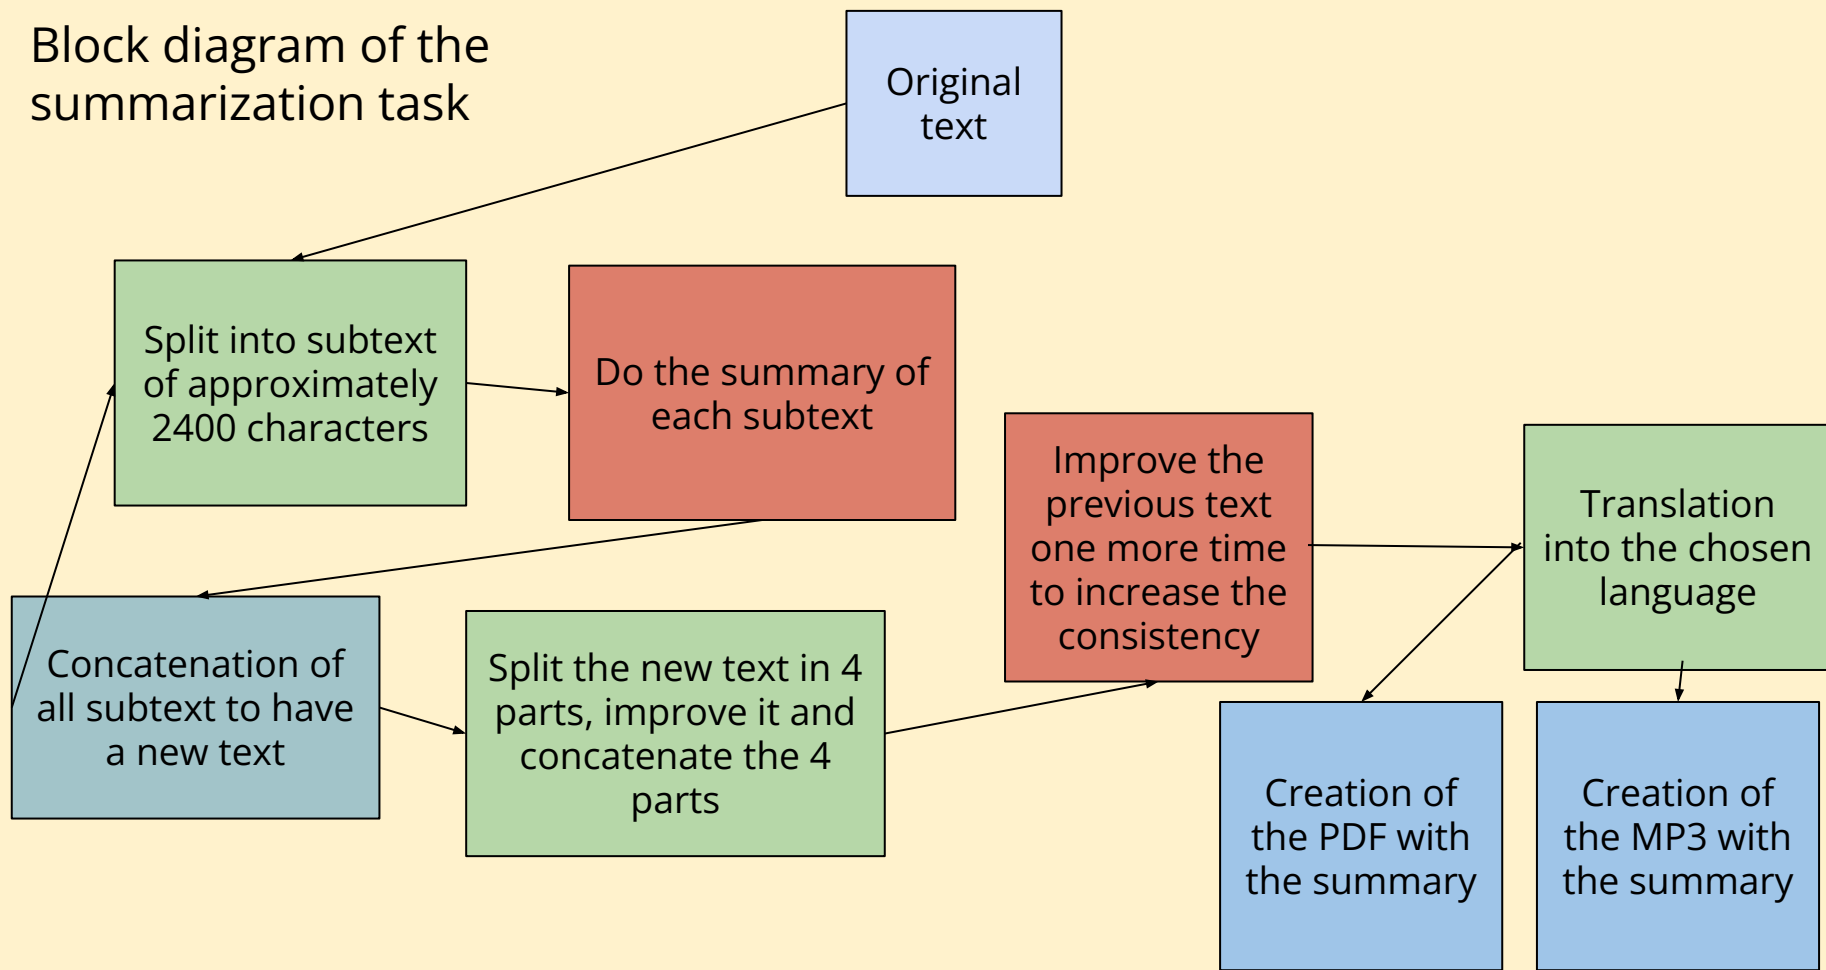 Block diagram of the
summarization task
Original
text
Split into subtext
of approximately
2400 characters
Do the summary of
each subtext
Concatenation of
all subtext to have
a new text
Split the new text in 4
parts, improve it and
concatenate the 4
parts
Improve the
previous text
one more time
to increase the
consistency
Translation
into the chosen
language
Creation of
the PDF with
the summary
Creation of
the MP3 with
the summary